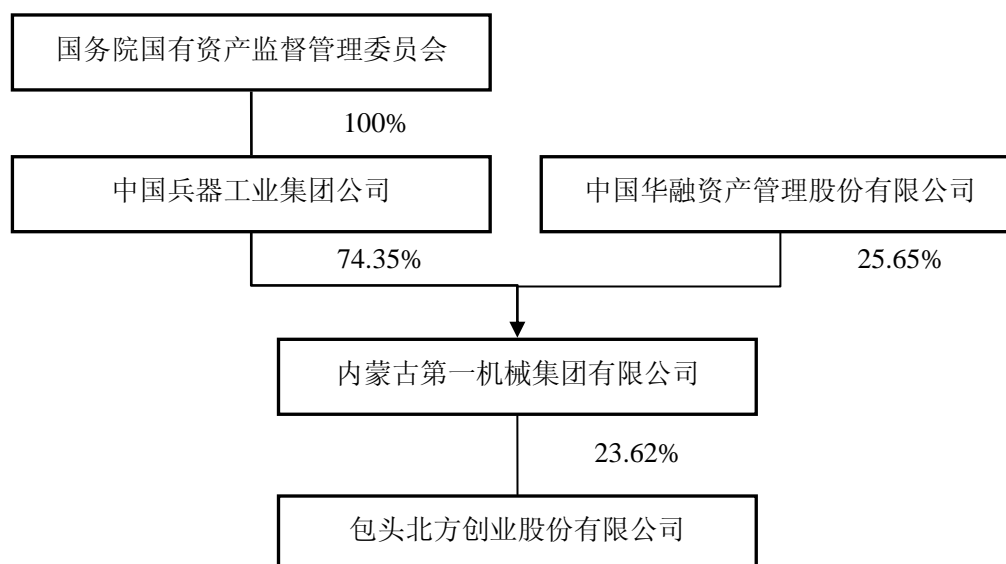 国务院国有资产监督管理委员会
100%
中国兵器工业集团公司
中国华融资产管理股份有限公司
74.35%
25.65%
内蒙古第一机械集团有限公司
23.62%
包头北方创业股份有限公司